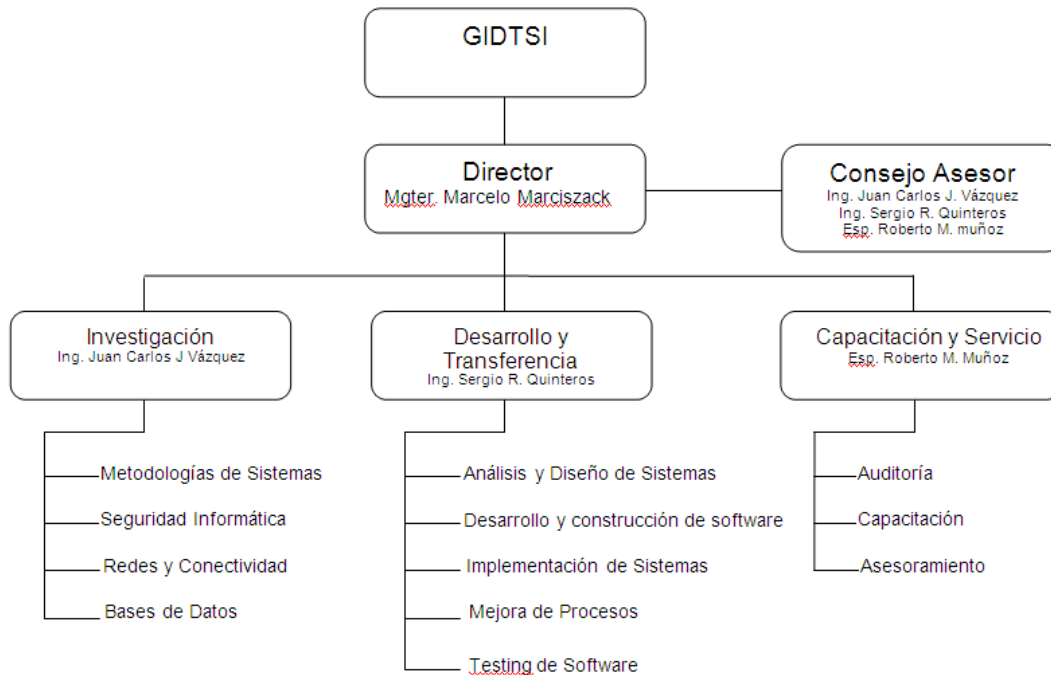 GIDTSI
Director
Mgter. Marcelo Marciszack
Consejo Asesor
Ing. Juan Carlos J. Vázquez
Ing. Sergio R. Quinteros
Esp. Roberto M. muñoz
Investigación
Ing. Juan Carlos J Vázquez
Desarrollo y
Transferencia
Ing. Sergio R. Quinteros
Capacitación y Servicio
Esp. Roberto M. Muñoz
Metodologías de Sistemas
Seguridad Informática
Redes y Conectividad
Bases de Datos
Análisis y Diseño de Sistemas
Desarrollo y construcción de software
Implementación de Sistemas
Mejora de Procesos
Testing de Software
Auditoría
Capacitación
Asesoramiento